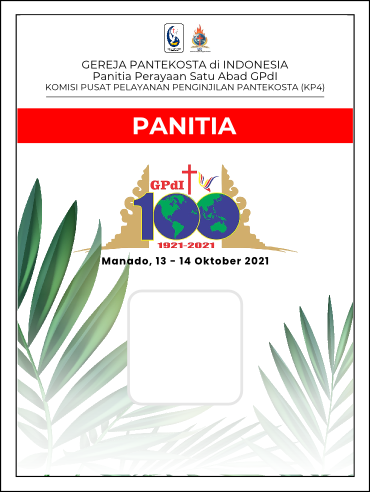 GEREJA PANTEKOSTA di INDONESIA
Panitia Perayaan Satu Abad GPdI
KOMISI PUSAT PELAYANAN PENGINJILAN PANTEKOSTA (KP4)
PANITIA
GPdI
100
1921-2021
Manado, 13 - 14 Oktober 2021